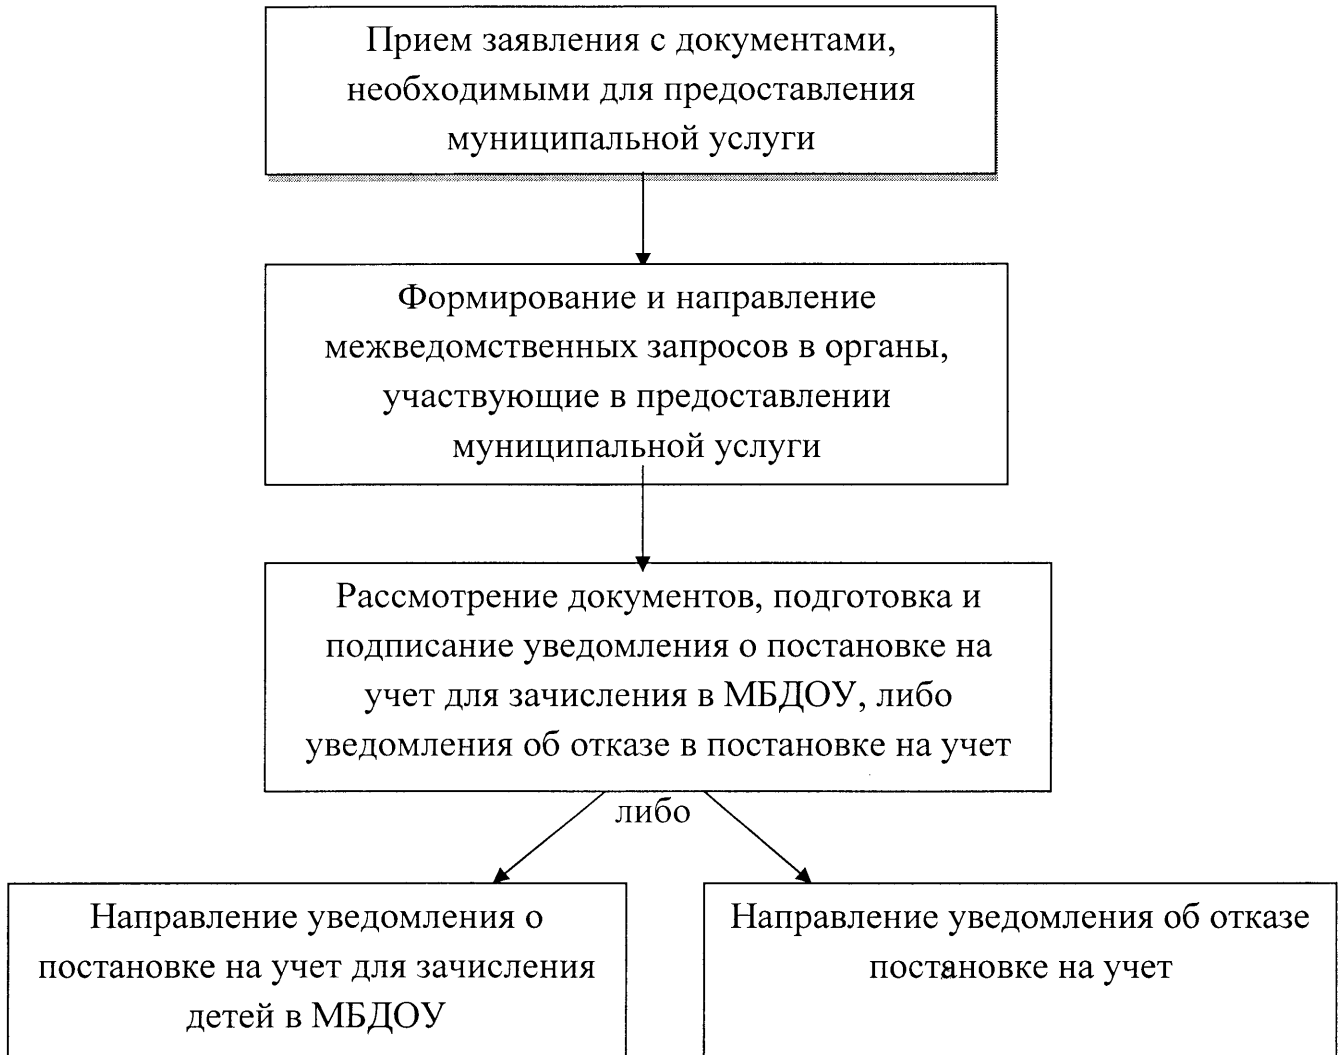 Прием заявления с документами,
необходимыми для предоставления
муниципальной услуги
Формирование и направление
межведомственных запросов в органы,
участвующие в предоставлении
муниципальной услуги
Рассмотрение документов, подготовка и
подписание уведомления о постановке на
учет для зачисления в МБДОУ, либо
уведомления об отказе в постановке на учет
либо
Направление уведомления о
постановке на учет для зачисления
детей в МБДОУ
Направление уведомления об отказе
постановке на учет